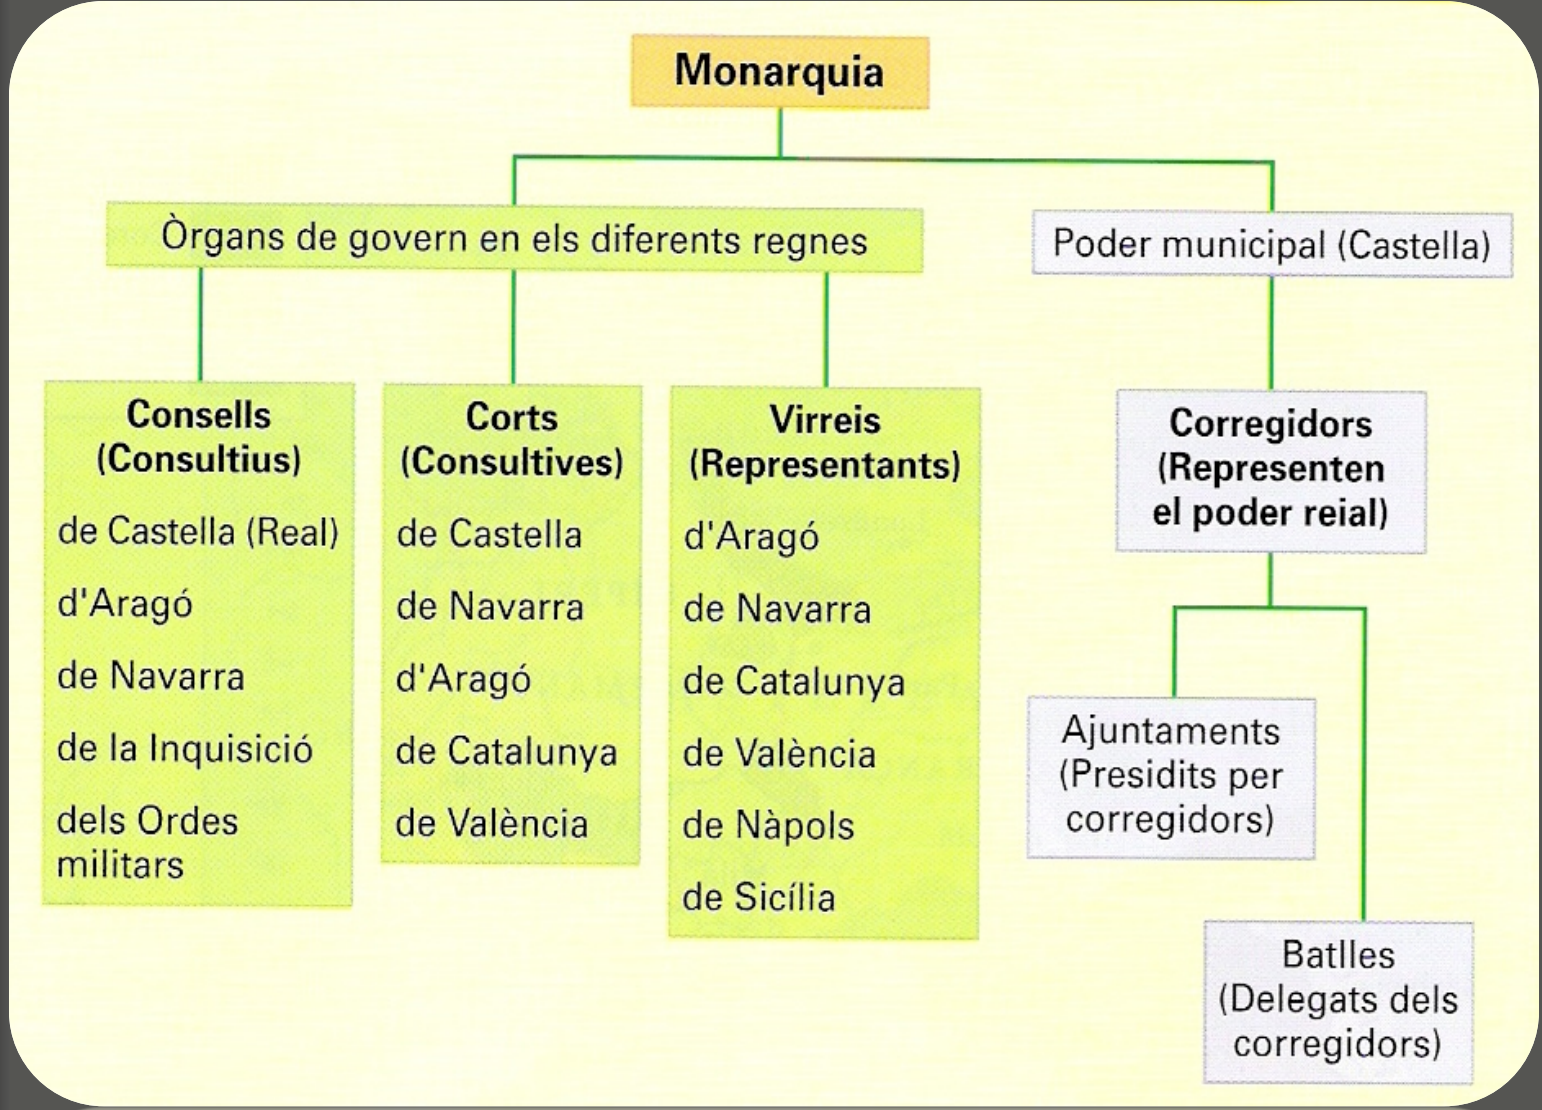 Monarquia
Òrgans de govern en els diferents regnes
Poder municipal (Castella)
Consells
(Consultius)
de Castella (Real)
d'Aragó
de Navarra
de la Inquisició
dels Ordes
militars
Corts
(Consultives)
de Castella
de Navarra
d'Aragó
de Catalunya
de València
Virreis
(Representants)
d'Aragó
de Navarra
de Catalunya
de València
de Nàpols
de Sicília
Corregidors
(Representen
el poder reial)
Ajuntaments
(Presidits per
corregidors)
Batlles
(Delegats dels
corregidors)